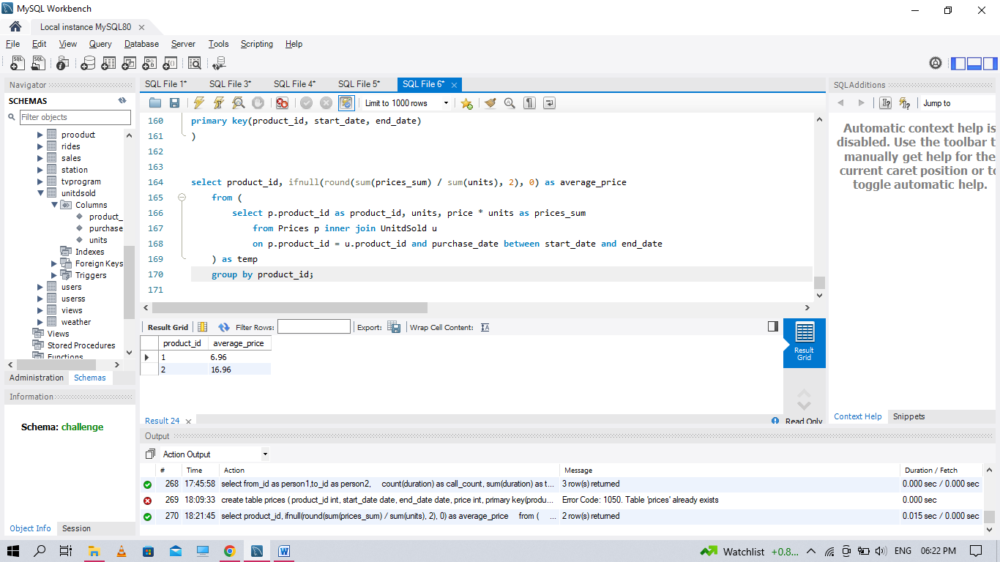 MySQL Workbench
Local instance MySQL80
File Edit View Query Database Server Tools Scripting Help
Navigator
SCHEMAS
Filter objects
prooduct
rides
sales
station
tvprogram
unitdsold
Columns
product_
purchase
units
Indexes
Foreign Keys
Triggers
users
userss
views
weather
Views
Stored Procedures
Functions
Administration Schemas
Information
Schema: challenge
Object Info Session
SQL File 1* SQL File 3* SQL File 4* SQL File 5* SQL File 6*
Limit to 1000 rows
160 primary key(product_id, start_date, end_date)
161 )
162
163
164 select product_id, ifnull(round(sum(prices_sum) / sum(units), 2), 0) as average_price
165 from (
166 select p.product_id as product_id, units, price * units as prices_sum
167 from Prices p inner join UnitdSold u
168 on p.product_id = u.product_id and purchase_date between start_date and end_date
169 ) as temp
170 group by product_id;
171
Result Grid Filter Rows: Export: Wrap Cell Content:
product_id average_price
1 6.96
2 16.96
Result Grid
Result 24
Read Only
SQLAdditions
Jump to
Automatic context help is
disabled. Use the toolbar t
manually get help for the
current caret position or to
toggle automatic help.
Context Help Snippets
Output
Action Output
# Time Action Message Duration / Fetch
268 17:45:58 select from_id as person1,to_id as person2, count(duration) as call_count, sum(duration) as t... 3 row(s) returned 0.000 sec / 0.000 sec
269 18:09:33 create table prices ( product_id int, start_date date, end_date date, price int, primary key(produ... Error Code: 1050. Table 'prices' already exists 0.000 sec
270 18:21:45 select product_id, ifnull(round(sum(prices_sum) / sum(units), 2), 0) as average_price from ( ... 2 row(s) returned 0.015 sec / 0.000 sec
Watchlist +0.8... ENG 06:22 PM